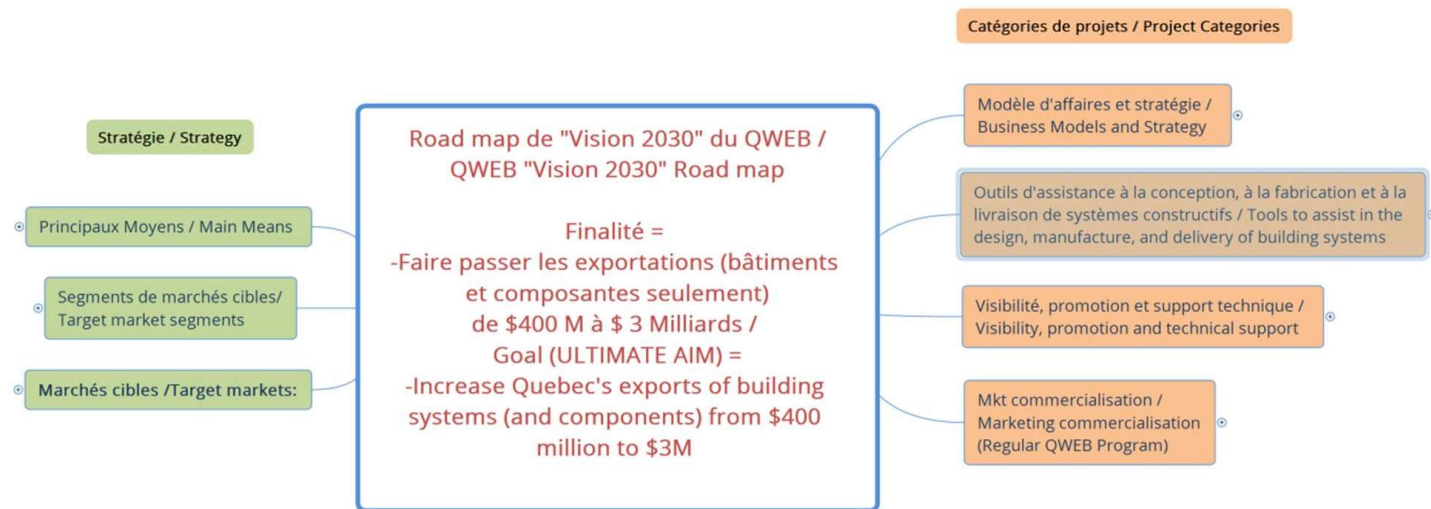 Catégories de projets / Project Categories
Stratégie / Strategy
Principaux Moyens / Main Means
Segments de marchés cibles/
Target market segments
Marchés cibles /Target markets:
Road map de "Vision 2030" du QWEB /
QWEB "Vision 2030" Road map
Finalité =
-Faire passer les exportations (bâtiments
et composantes seulement)
de $400 M à $ 3 Milliards /
Goal (ULTIMATE AIM) =
-Increase Quebec's exports of building
systems (and components) from $400
million to $3M
Modèle d'affaires et stratégie /
Business Models and Strategy
Outils d'assistance à la conception, à la fabrication et à la
livraison de systèmes constructifs / Tools to assist in the
design, manufacture, and delivery of building systems
Visibilité, promotion et support technique /
Visibility, promotion and technical support
Mkt commercialisation /
Marketing commercialisation
(Regular QWEB Program)